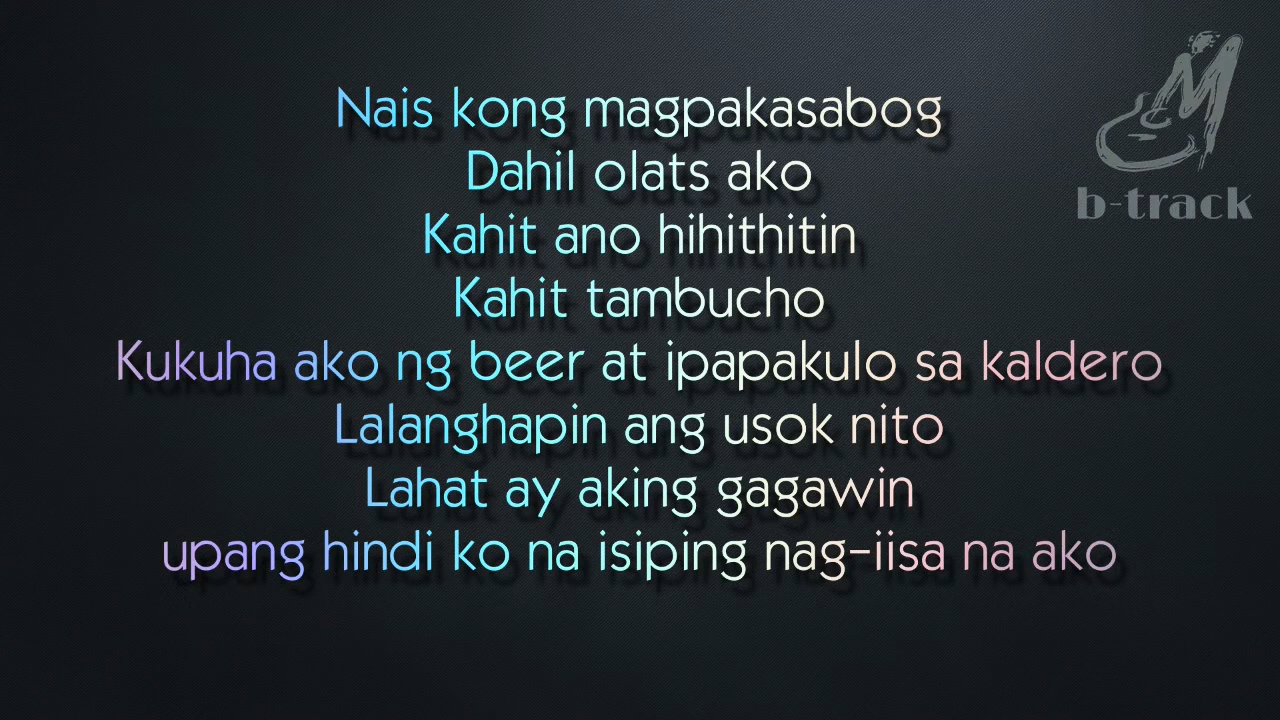 Nais kong magpakasabog
Dahil olats ako
Kahit ano hihithitin
Kahit tambucho
Kukuha ako ng beer at ipapakulo sa kaldero
Lalanghapin ang usok nito
Lahat ay aking gagawin
upang hindi ko na isiping nag-iisa na ako
b-track